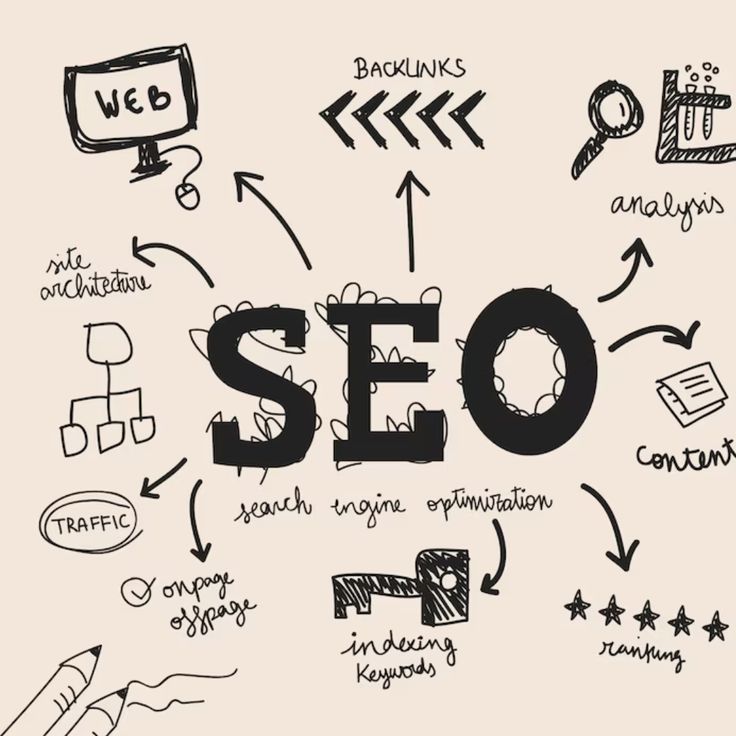 BACKLINKS
WEB
analysis
site
architecture
SEO
content
search engine optimization
TRAFFIC
onpage
offpage
indexing
Keywords
ranking